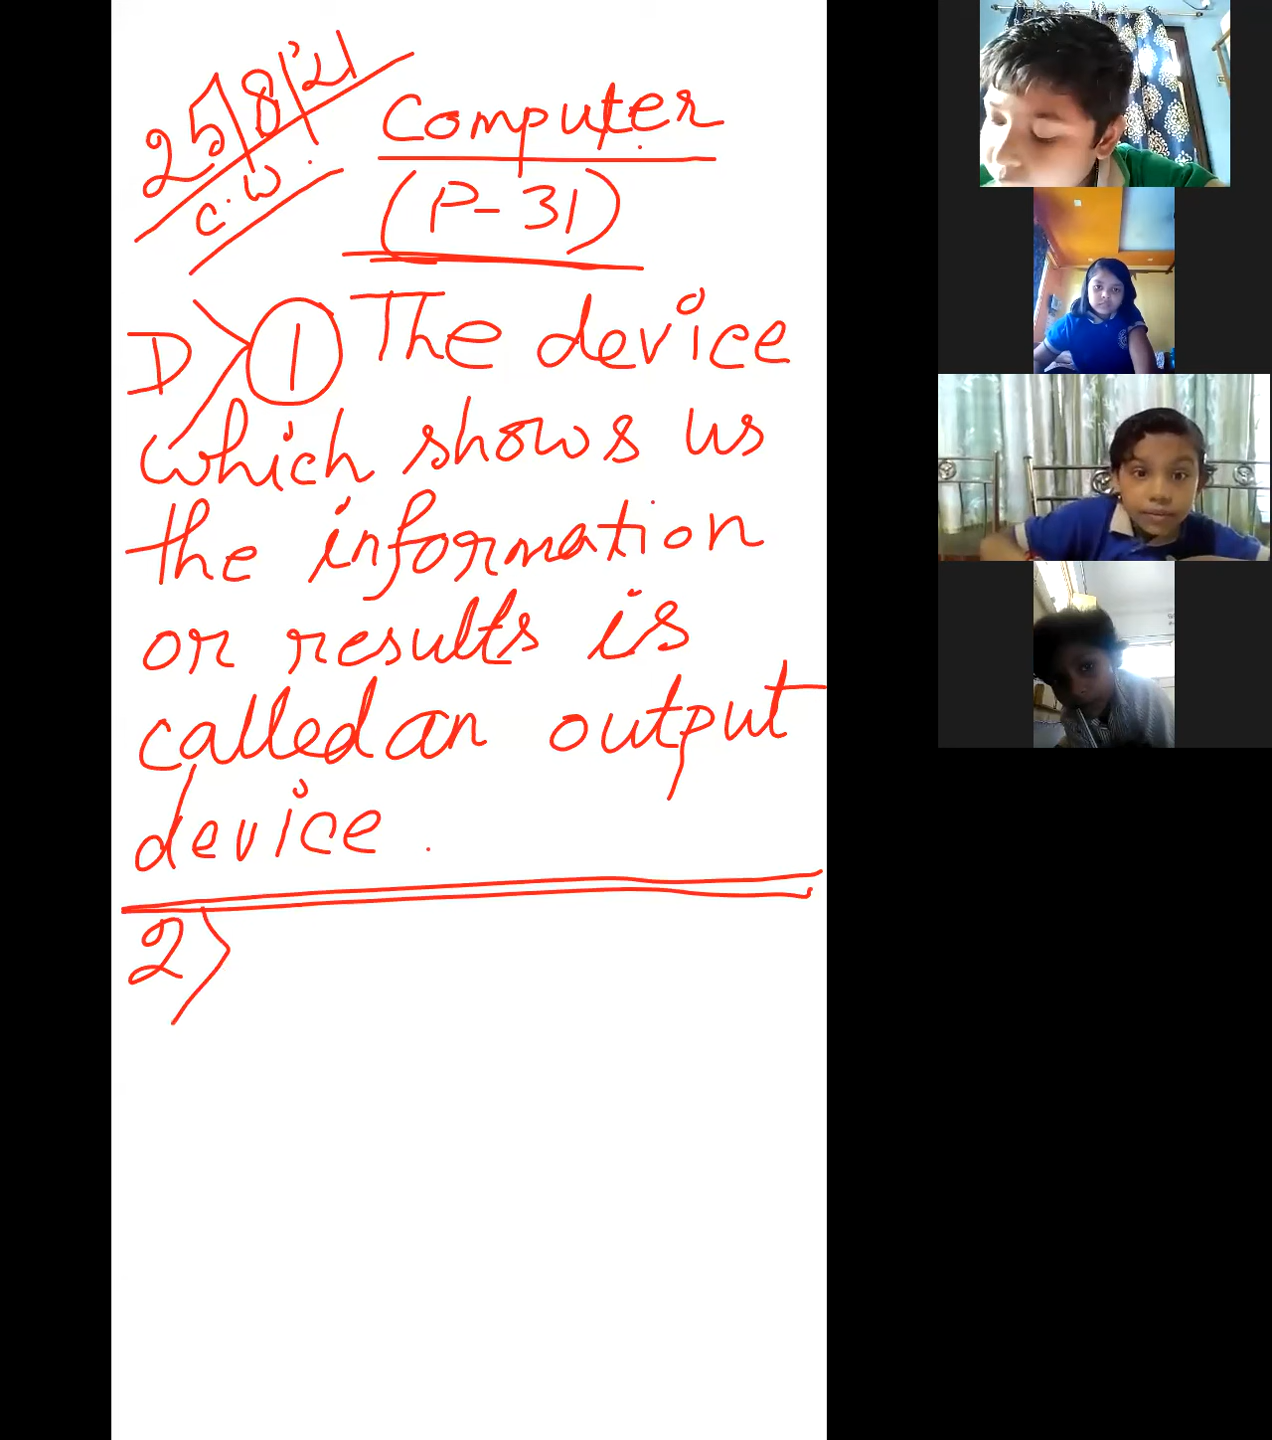 25/8/'21
C.W.
Computer
(P-31)
D> 1 The device
which shows us
the information
or results is
called an output
device.
2>